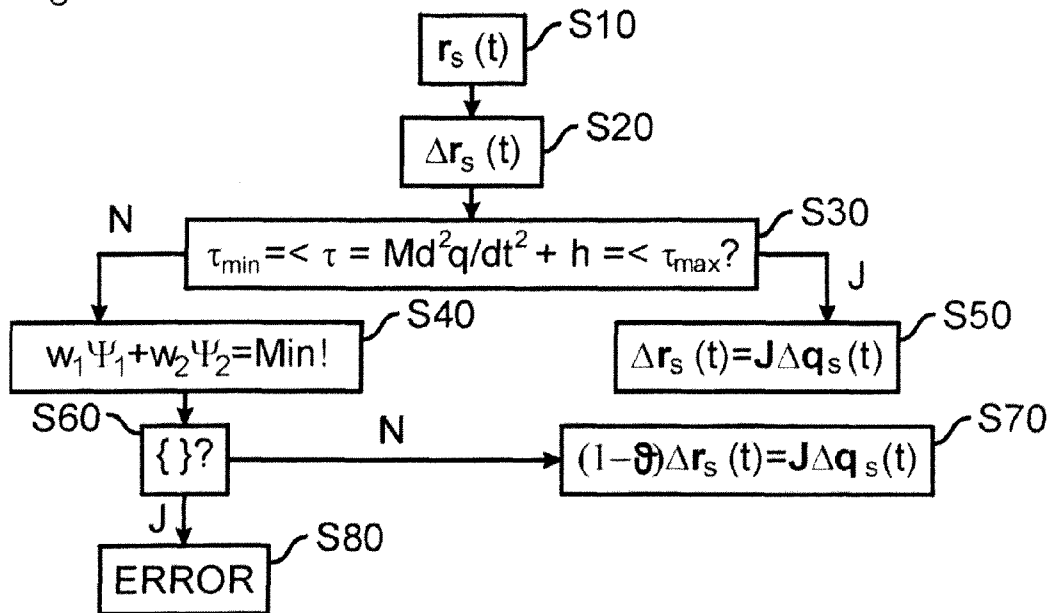 r_s (t) S10
Δr_s (t) S20
N
τ_min=< τ = Md²q/dt² + h =< τ_max? S30
J
w₁Ψ₁+w₂Ψ₂=Min! S40
Δr_s (t)=JΔq_s(t) S50
S60
{ }?
N
(1−ϑ)Δr_s (t)=JΔq_s(t) S70
J
ERROR S80